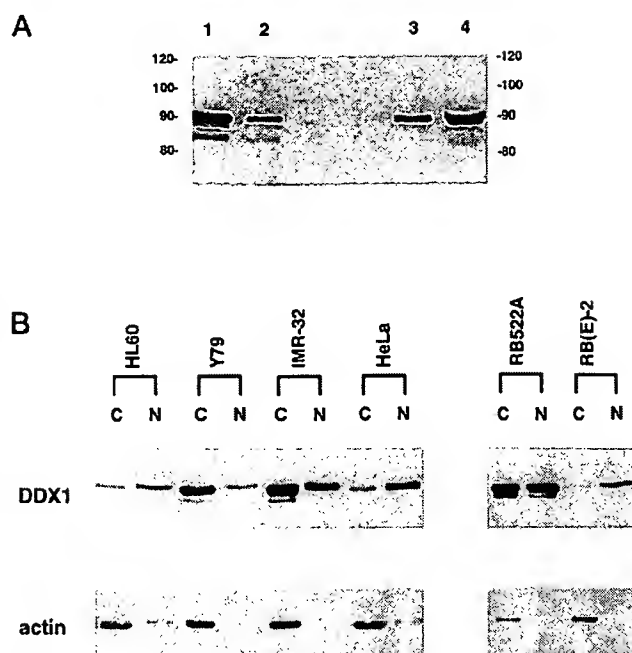 A
1 2 3 4
120- -120
100- -100
90- -90
80- -80
B
HL60 Y79 IMR-32 HeLa RB522A RB(E)-2
C N C N C N C N C N C N
DDX1
actin